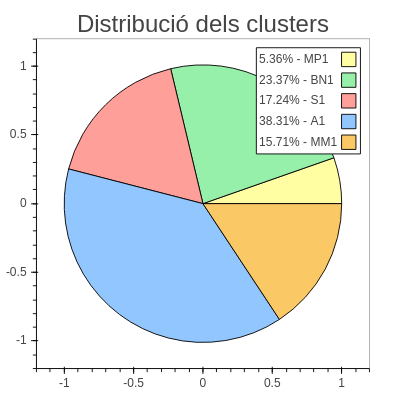 Distribució dels clusters
5.36% - MP1
23.37% - BN1
17.24% - S1
38.31% - A1
15.71% - MM1
1
0.5
0
-0.5
-1
-1
-0.5
0
0.5
1